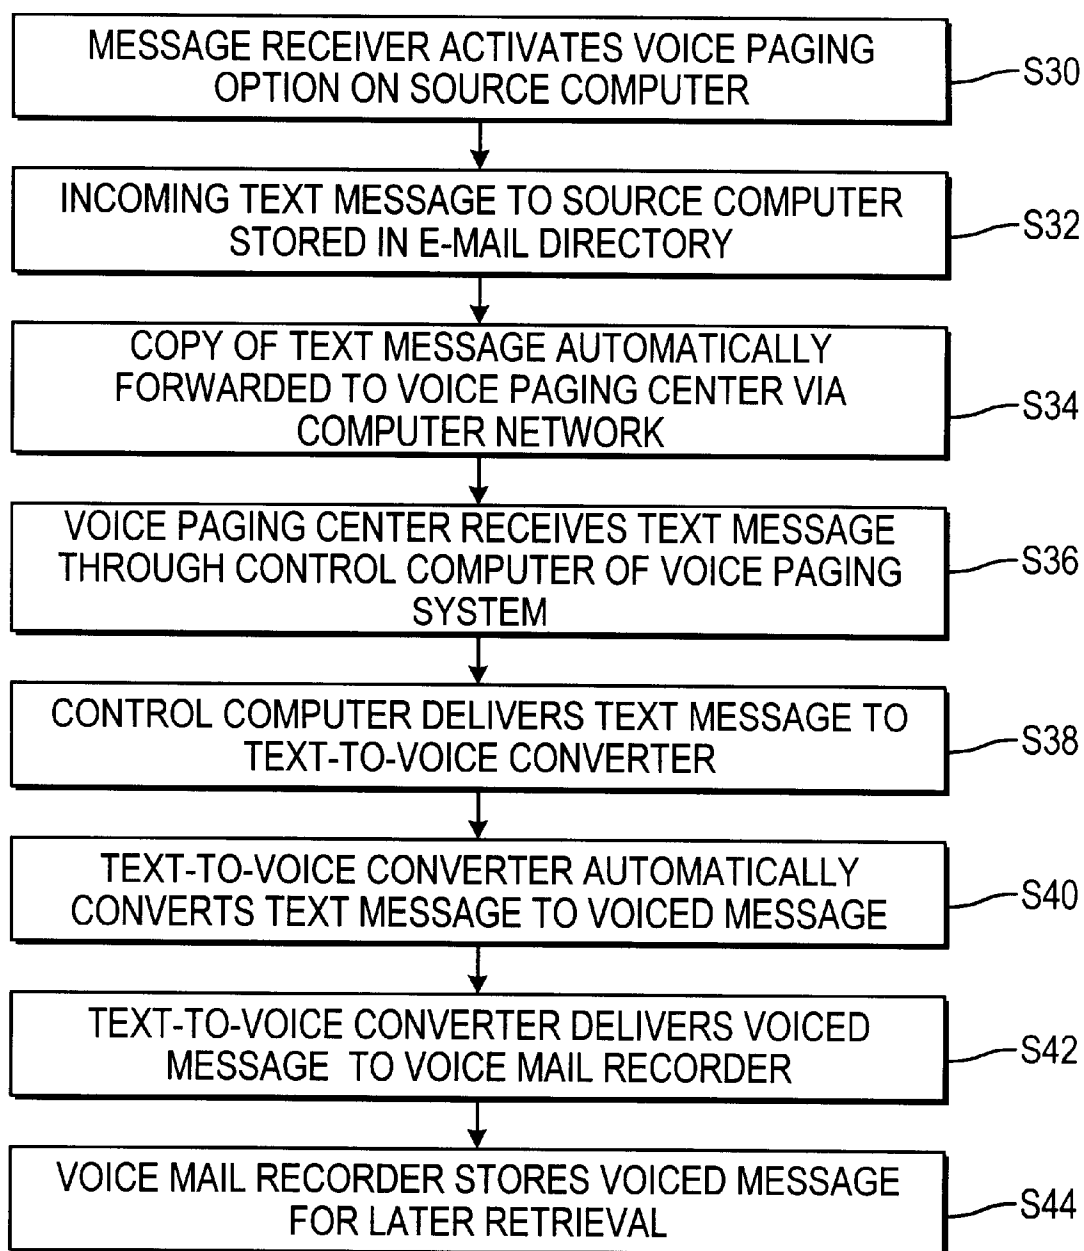 MESSAGE RECEIVER ACTIVATES VOICE PAGING
OPTION ON SOURCE COMPUTER
S30
INCOMING TEXT MESSAGE TO SOURCE COMPUTER
STORED IN E-MAIL DIRECTORY
S32
COPY OF TEXT MESSAGE AUTOMATICALLY
FORWARDED TO VOICE PAGING CENTER VIA
COMPUTER NETWORK
S34
VOICE PAGING CENTER RECEIVES TEXT MESSAGE
THROUGH CONTROL COMPUTER OF VOICE PAGING
SYSTEM
S36
CONTROL COMPUTER DELIVERS TEXT MESSAGE TO
TEXT-TO-VOICE CONVERTER
S38
TEXT-TO-VOICE CONVERTER AUTOMATICALLY
CONVERTS TEXT MESSAGE TO VOICED MESSAGE
S40
TEXT-TO-VOICE CONVERTER DELIVERS VOICED
MESSAGE TO VOICE MAIL RECORDER
S42
VOICE MAIL RECORDER STORES VOICED MESSAGE
FOR LATER RETRIEVAL
S44